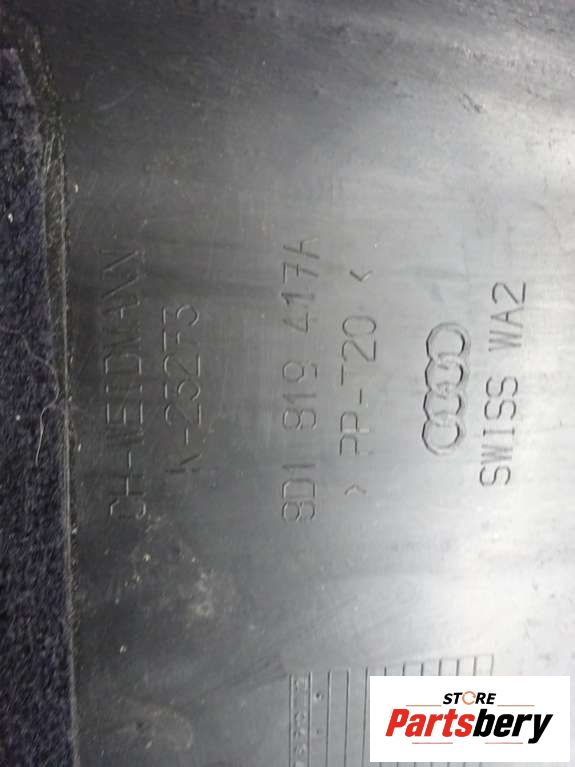 CH-WEIDMANN
K-25273
8D1 819 417A
> PP-T20 <
SWISS WA2
STORE
Partsbery